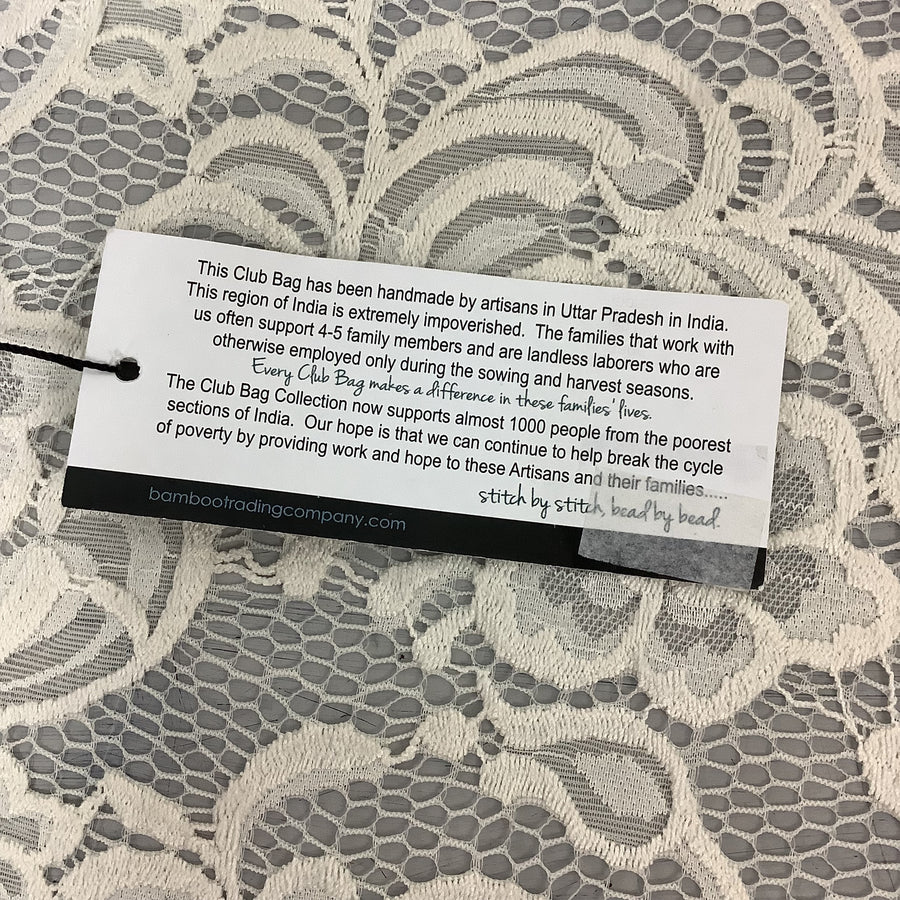 This Club Bag has been handmade by artisans in Uttar Pradesh in India.
This region of India is extremely impoverished. The families that work with
us often support 4-5 family members and are landless laborers who are
otherwise employed only during the sowing and harvest seasons.
Every Club Bag makes a difference in these families' lives.
The Club Bag Collection now supports almost 1000 people from the poorest
sections of India. Our hope is that we can continue to help break the cycle
of poverty by providing work and hope to these Artisans and their families.....
stitch by stitch, bead by bead.
bambootradingcompany.com